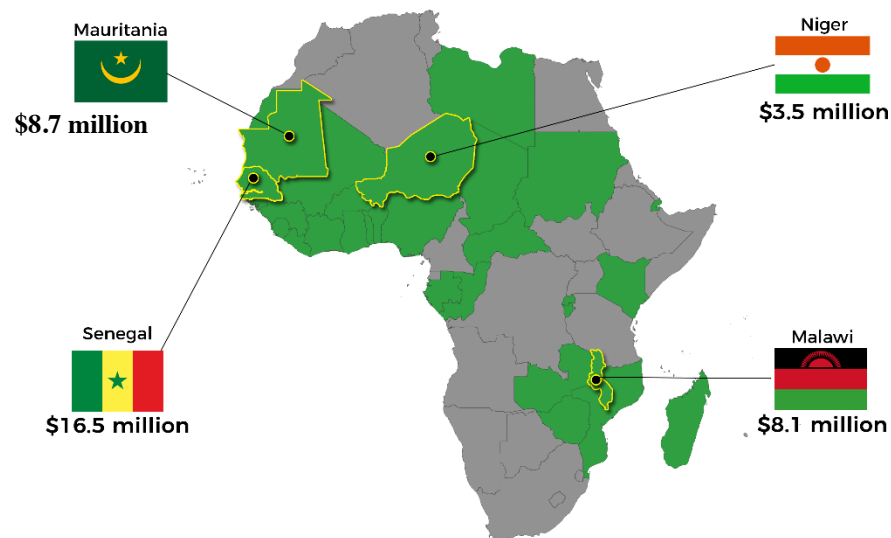 Mauritania
$8.7 million
Niger
$3.5 million
Senegal
$16.5 million
Malawi
$8.1 million